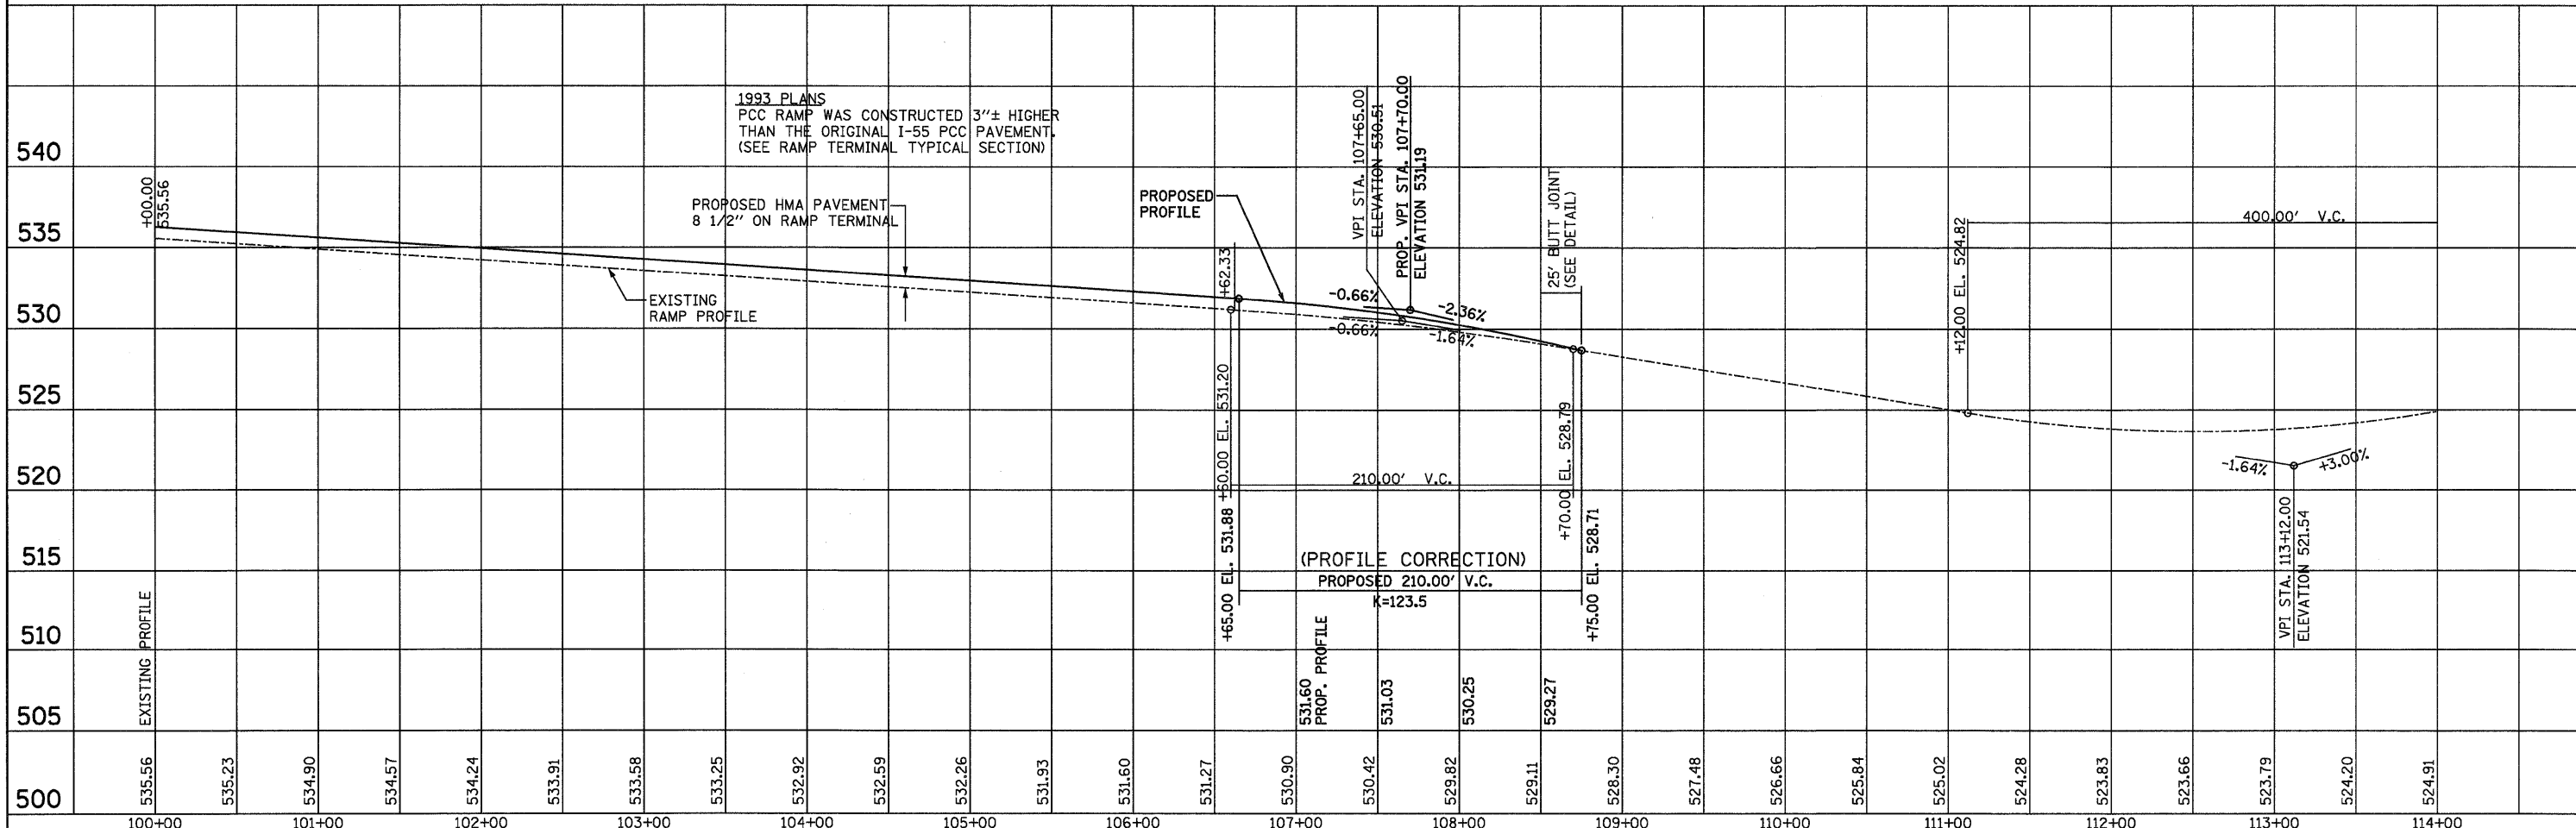 1993 PLANS
PCC RAMP WAS CONSTRUCTED 3"± HIGHER
THAN THE ORIGINAL I-55 PCC PAVEMENT.
(SEE RAMP TERMINAL TYPICAL SECTION)
540
535
530
525
520
515
510
505
500
+00.00
535.56
PROPOSED HMA PAVEMENT
8 1/2" ON RAMP TERMINAL
EXISTING
RAMP PROFILE
PROPOSED
PROFILE
+62.33
VPI STA. 107+65.00
ELEVATION 530.51
PROP. VPI STA. 107+70.00
ELEVATION 531.19
-0.66%
-2.36%
-0.66%
-1.64%
25' BUTT JOINT
(SEE DETAIL)
+12.00 EL. 524.82
400.00' V.C.
+60.00 EL. 531.20
210.00' V.C.
+70.00 EL. 528.79
+65.00 EL. 531.88
(PROFILE CORRECTION)
PROPOSED 210.00' V.C.
K=123.5
+75.00 EL. 528.71
-1.64%
+3.00%
VPI STA. 113+12.00
ELEVATION 521.54
EXISTING PROFILE
531.60
PROP. PROFILE
531.03
530.25
529.27
535.56
535.23
534.90
534.57
534.24
533.91
533.58
533.25
532.92
532.59
532.26
531.93
531.60
531.27
530.90
530.42
529.82
529.11
528.30
527.48
526.66
525.84
525.02
524.28
523.83
523.66
523.79
524.20
524.91
100+00
101+00
102+00
103+00
104+00
105+00
106+00
107+00
108+00
109+00
110+00
111+00
112+00
113+00
114+00